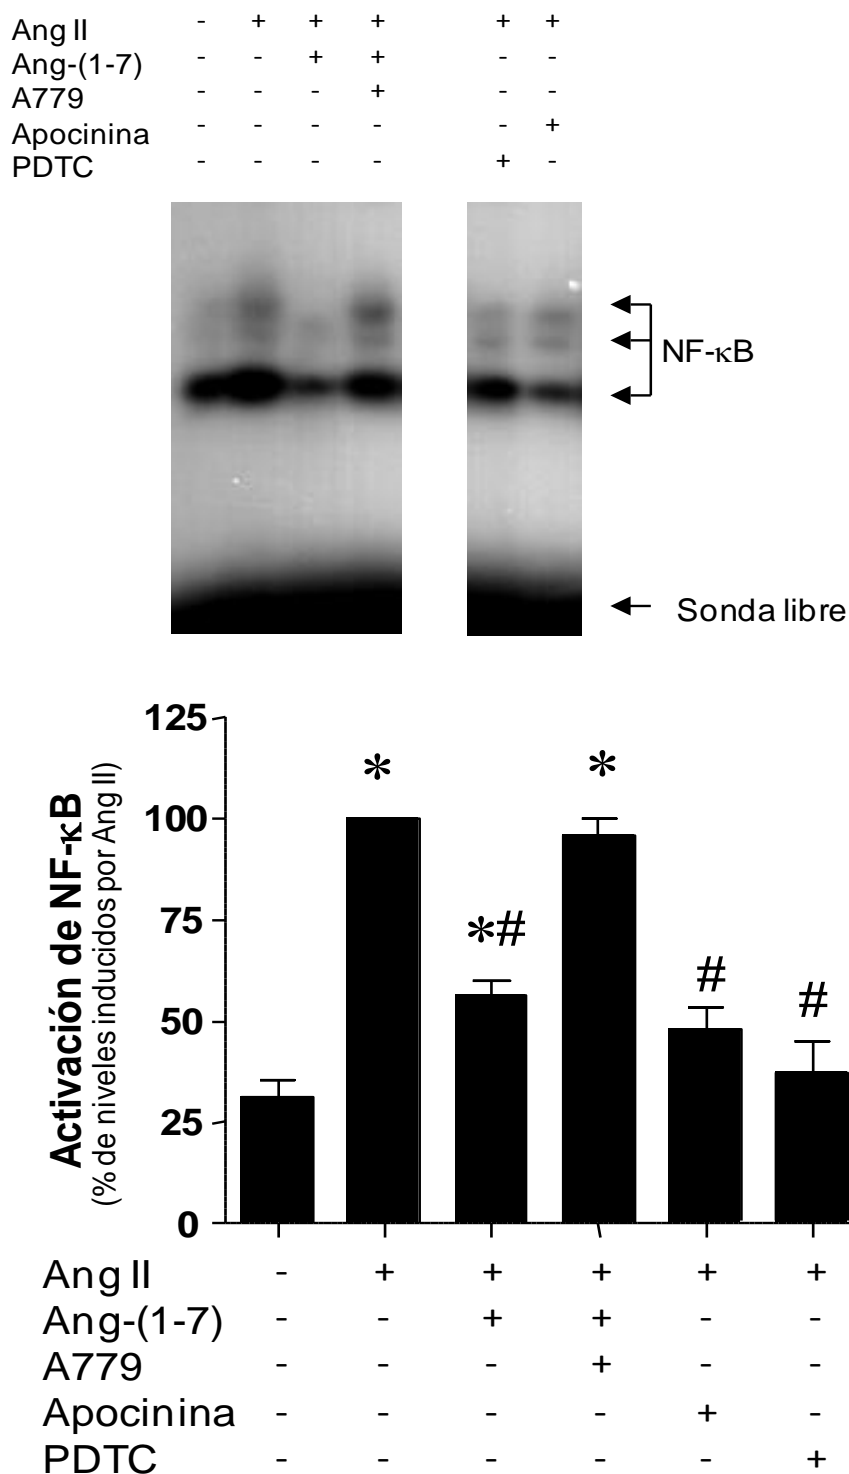 Ang II - + + + + +
Ang-(1-7) - - + + - -
A779 - - - + - -
Apocinina - - - - - +
PDTC - - - - + -
NF-κB
Sonda libre
Activación de NF-κB
(% de niveles inducidos por Ang II)
125
100
75
50
25
0
*
*
*#
#
#
Ang II - + + + + +
Ang-(1-7) - - + + - -
A779 - - - + - -
Apocinina - - - - + -
PDTC - - - - - +